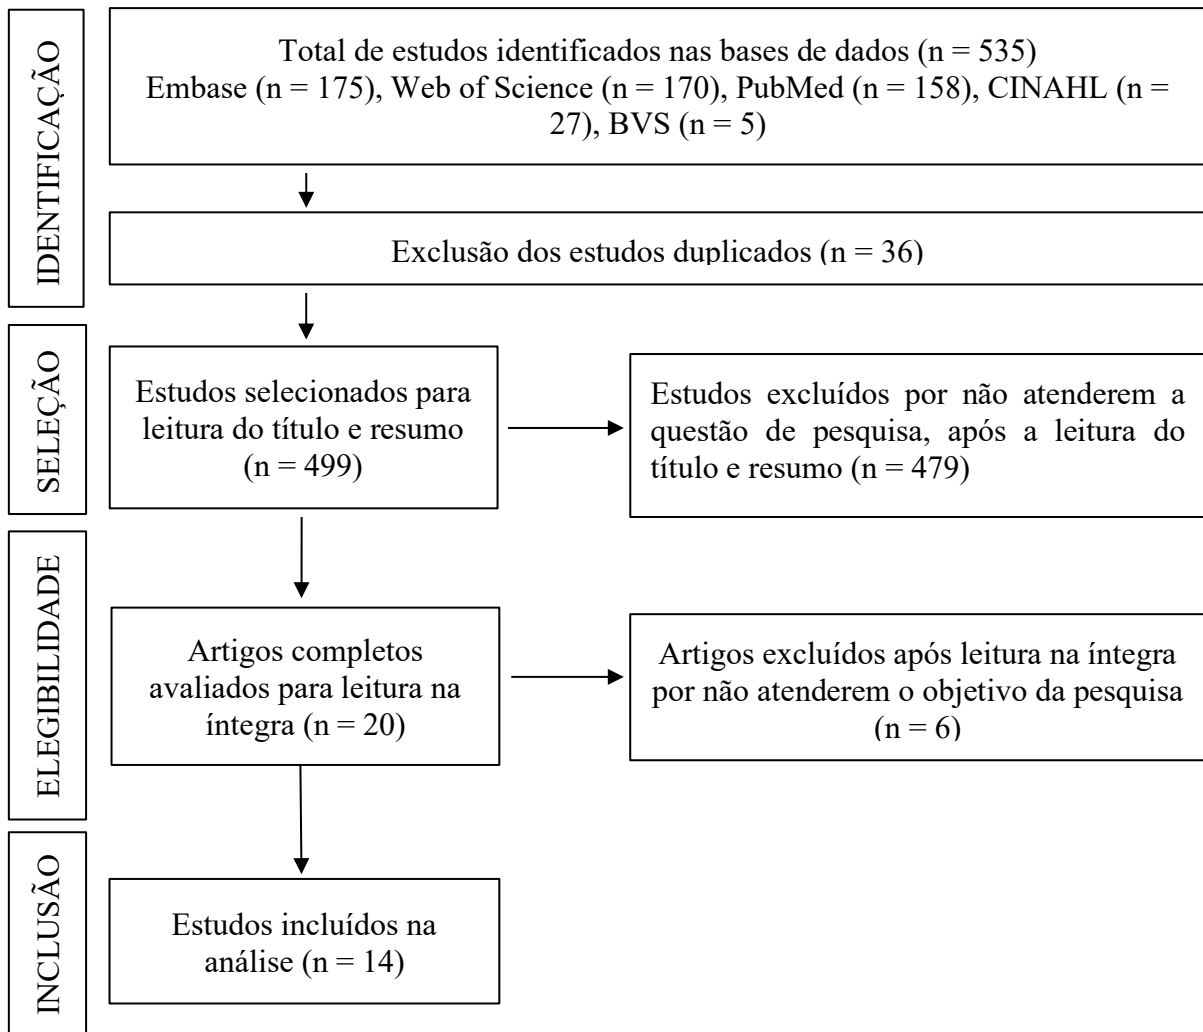 IDENTIFICAÇÃO
Total de estudos identificados nas bases de dados (n = 535)
Embase (n = 175), Web of Science (n = 170), PubMed (n = 158), CINAHL (n =
27), BVS (n = 5)
Exclusão dos estudos duplicados (n = 36)
SELEÇÃO
Estudos selecionados para
leitura do título e resumo
(n = 499)
Estudos excluídos por não atenderem a
questão de pesquisa, após a leitura do
título e resumo (n = 479)
ELEGIBILIDADE
Artigos completos
avaliados para leitura na
íntegra (n = 20)
Artigos excluídos após leitura na íntegra
por não atenderem o objetivo da pesquisa
(n = 6)
INCLUSÃO
Estudos incluídos na
análise (n = 14)